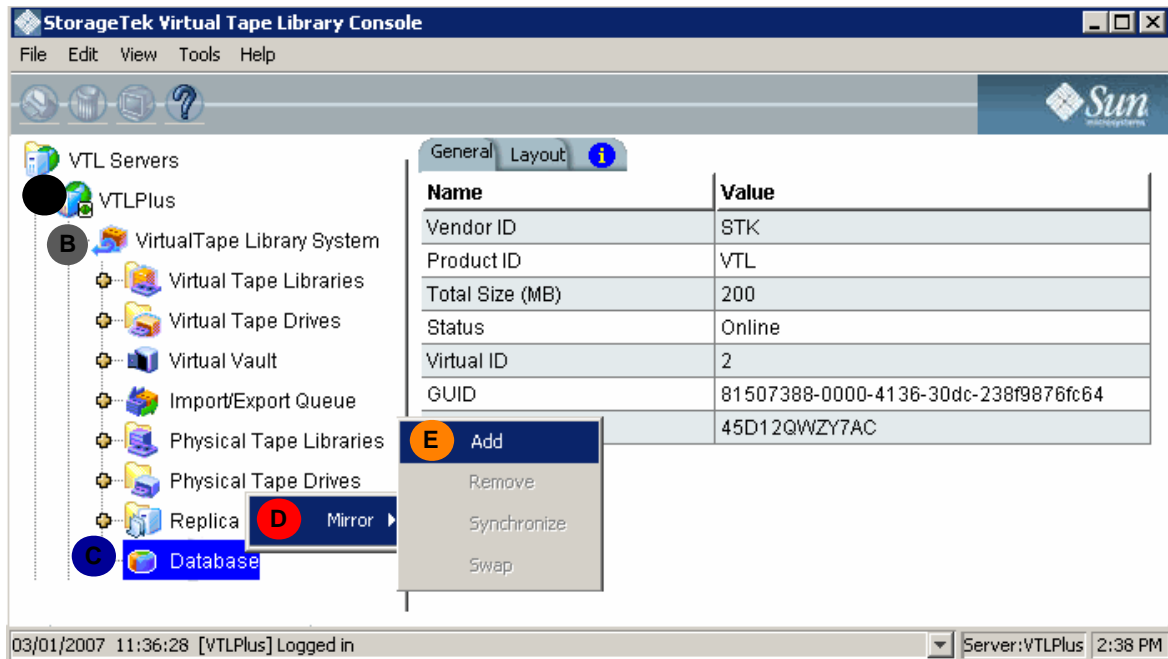 StorageTek Virtual Tape Library Console
File Edit View Tools Help
Sun
microsystems
VTL Servers
VTLPlus
B VirtualTape Library System
Virtual Tape Libraries
Virtual Tape Drives
Virtual Vault
Import/Export Queue
Physical Tape Libraries
Physical Tape Drives
Replica
C Database
D Mirror
E Add
Remove
Synchronize
Swap
General Layout i
Name Value
Vendor ID STK
Product ID VTL
Total Size (MB) 200
Status Online
Virtual ID 2
GUID 81507388-0000-4136-30dc-238f9876fc64
45D12QWZY7AC
03/01/2007 11:36:28 [VTLPlus] Logged in
Server:VTLPlus 2:38 PM